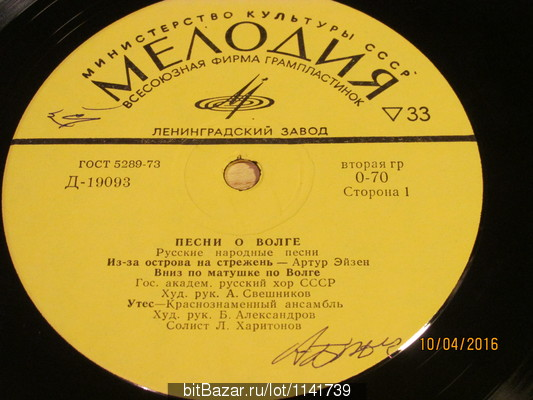 МИНИСТЕРСТВО КУЛЬТУРЫ СССР
МЕЛОДИЯ
ВСЕСОЮЗНАЯ ФИРМА ГРАМПЛАСТИНОК
33
ЛЕНИНГРАДСКИЙ ЗАВОД
ГОСТ 5289-73
Д-19093
вторая гр
0-70
Сторона 1
ПЕСНИ О ВОЛГЕ
Русские народные песни
Из-за острова на стрежень — Артур Эйзен
Вниз по матушке по Волге
Гос. академ. русский хор СССР
Худ. рук. А. Свешников
Утес—Краснознаменный ансамбль
Худ. рук. Б. Александров
Солист Л. Харитонов
10/04/2016
bitBazar.ru/lot/1141739